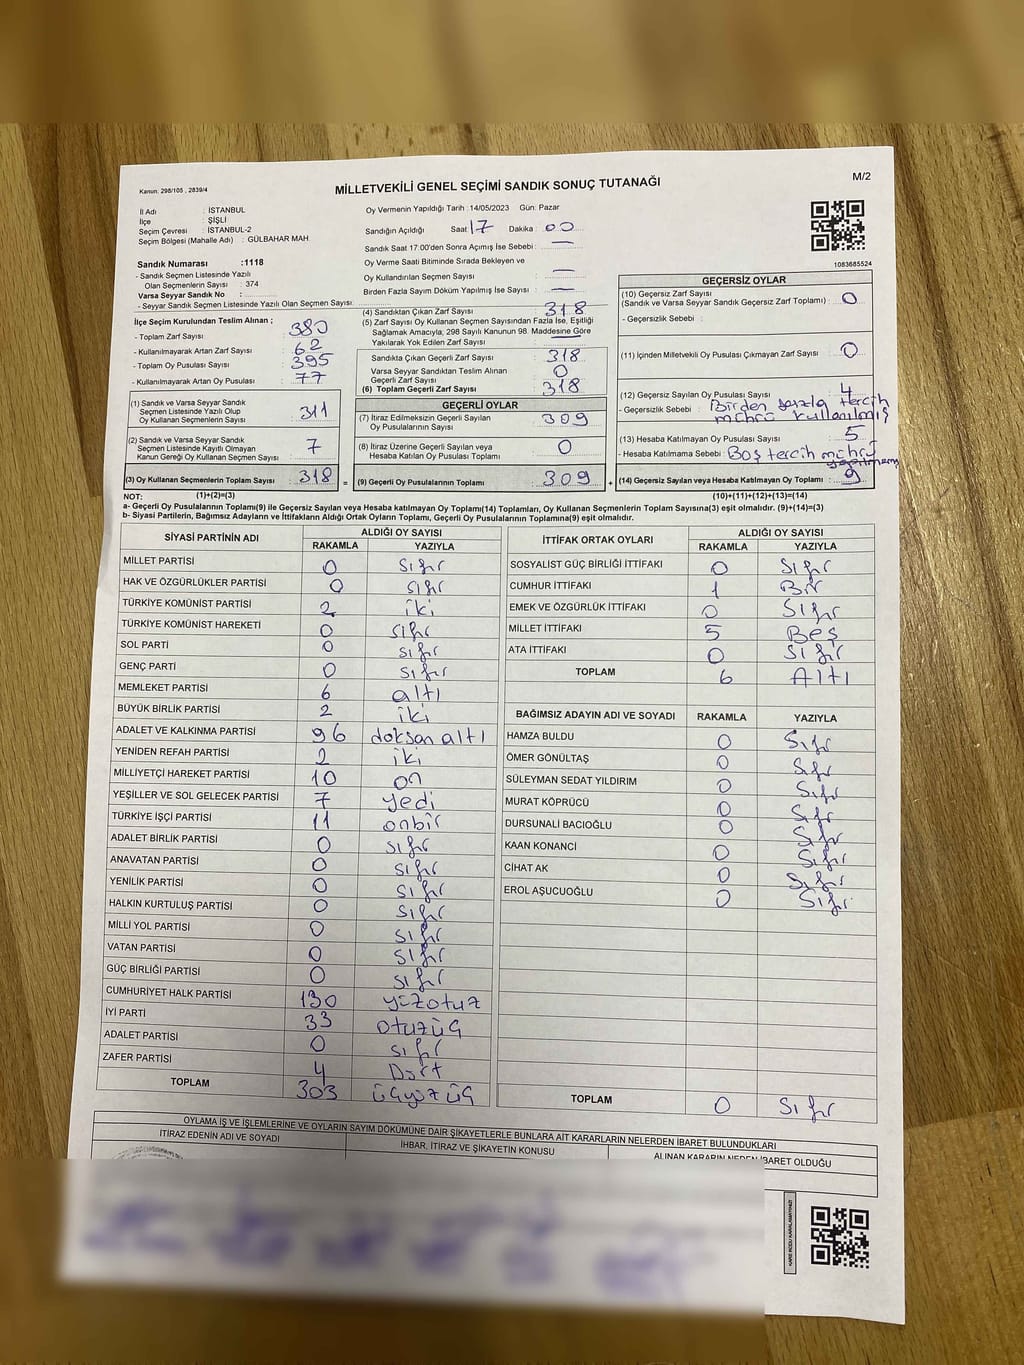 Kanun: 298/105 , 2839/4
MİLLETVEKİLİ GENEL SEÇİMİ SANDIK SONUÇ TUTANAĞI
M/2
İl Adı : İSTANBUL
İlçe : ŞİŞLİ
Seçim Çevresi : İSTANBUL-2
Seçim Bölgesi (Mahalle Adı) : GÜLBAHAR MAH.
Sandık Numarası :1118
- Sandık Seçmen Listesinde Yazılı
Olan Seçmenlerin Sayısı : 374
Varsa Seyyar Sandık No :
- Seyyar Sandık Seçmen Listesinde Yazılı Olan Seçmen Sayısı:
Oy Vermenin Yapıldığı Tarih :14/05/2023 Gün: Pazar
Sandığın Açıldığı Saat: 17 Dakika : 00
Sandık Saat 17:00'den Sonra Açımış İse Sebebi : —
Oy Verme Saati Bitiminde Sırada Bekleyen ve
Oy Kullandırılan Seçmen Sayısı : —
Birden Fazla Sayım Döküm Yapılmış İse Sayısı : —
1083685524
İlçe Seçim Kurulundan Teslim Alınan ;
- Toplam Zarf Sayısı : 380
- Kullanılmayarak Artan Zarf Sayısı : 62
- Toplam Oy Pusulası Sayısı : 395
- Kullanılmayarak Artan Oy Pusulası : 77
(1) Sandık ve Varsa Seyyar Sandık
Seçmen Listesinde Yazılı Olup
Oy Kullanan Seçmenlerin Sayısı : 311
(2) Sandık ve Varsa Seyyar Sandık
Seçmen Listesinde Kayıtlı Olmayan
Kanun Gereği Oy Kullanan Seçmen Sayısı : 7
(3) Oy Kullanan Seçmenlerin Toplam Sayısı : 318 =
(4) Sandıktan Çıkan Zarf Sayısı : 318
(5) Zarf Sayısı Oy Kullanan Seçmen Sayısından Fazla İse, Eşitliği
Sağlamak Amacıyla, 298 Sayılı Kanunun 98. Maddesine Göre
Yakılarak Yok Edilen Zarf Sayısı : —
Sandıkta Çıkan Geçerli Zarf Sayısı : 318
Varsa Seyyar Sandıktan Teslim Alınan
Geçerli Zarf Sayısı : 0
(6) Toplam Geçerli Zarf Sayısı : 318
GEÇERLİ OYLAR
(7) İtiraz Edilmeksizin Geçerli Sayılan
Oy Pusulalarının Sayısı : 309
(8) İtiraz Üzerine Geçerli Sayılan veya
Hesaba Katılan Oy Pusulası Toplamı : 0
(9) Geçerli Oy Pusulalarının Toplamı : 309 +
GEÇERSİZ OYLAR
(10) Geçersiz Zarf Sayısı
(Sandık ve Varsa Seyyar Sandık Geçersiz Zarf Toplamı) : 0
- Geçersizlik Sebebi :
(11) İçinden Milletvekili Oy Pusulası Çıkmayan Zarf Sayısı : 0
(12) Geçersiz Sayılan Oy Pusulası Sayısı : 4
- Geçersizlik Sebebi : Birden fazla tercih
mührü kullanılmış
(13) Hesaba Katılmayan Oy Pusulası Sayısı : 5
- Hesaba Katılmama Sebebi : Boş tercih mührü
(14) Geçersiz Sayılan veya Hesaba Katılmayan Oy Toplamı : 9
NOT: (1)+(2)=(3) (10)+(11)+(12)+(13)=(14)
a- Geçerli Oy Pusulalarının Toplamı(9) ile Geçersiz Sayılan veya Hesaba katılmayan Oy Toplamı(14) Toplamları, Oy Kullanan Seçmenlerin Toplam Sayısına(3) eşit olmalıdır. (9)+(14)=(3)
b- Siyasi Partilerin, Bağımsız Adayların ve İttifakların Aldığı Ortak Oyların Toplamı, Geçerli Oy Pusulalarının Toplamına(9) eşit olmalıdır.
SİYASİ PARTİNİN ADI ALDIĞI OY SAYISI
RAKAMLA YAZIYLA
MİLLET PARTİSİ 0 Sıfır
HAK VE ÖZGÜRLÜKLER PARTİSİ 0 sıfır
TÜRKİYE KOMÜNİST PARTİSİ 2 iki
TÜRKİYE KOMÜNİST HAREKETİ 0 sıfır
SOL PARTİ 0 sıfır
GENÇ PARTİ 0 sıfır
MEMLEKET PARTİSİ 6 altı
BÜYÜK BİRLİK PARTİSİ 2 iki
ADALET VE KALKINMA PARTİSİ 96 doksan altı
YENİDEN REFAH PARTİSİ 2 iki
MİLLİYETÇİ HAREKET PARTİSİ 10 on
YEŞİLLER VE SOL GELECEK PARTİSİ 7 yedi
TÜRKİYE İŞÇİ PARTİSİ 11 onbir
ADALET BİRLİK PARTİSİ 0 sıfır
ANAVATAN PARTİSİ 0 sıfır
YENİLİK PARTİSİ 0 sıfır
HALKIN KURTULUŞ PARTİSİ 0 sıfır
MİLLİ YOL PARTİSİ 0 sıfır
VATAN PARTİSİ 0 sıfır
GÜÇ BİRLİĞİ PARTİSİ 0 sıfır
CUMHURİYET HALK PARTİSİ 130 yüzotuz
İYİ PARTİ 33 otuzüç
ADALET PARTİSİ 0 sıfır
ZAFER PARTİSİ 4 Dört
TOPLAM 303 üçyüzüç
İTTİFAK ORTAK OYLARI ALDIĞI OY SAYISI
RAKAMLA YAZIYLA
SOSYALİST GÜÇ BİRLİĞİ İTTİFAKI 0 Sıfır
CUMHUR İTTİFAKI 1 Bir
EMEK VE ÖZGÜRLÜK İTTİFAKI 0 Sıfır
MİLLET İTTİFAKI 5 Beş
ATA İTTİFAKI 0 Sıfır
TOPLAM 6 Altı
BAĞIMSIZ ADAYIN ADI VE SOYADI RAKAMLA YAZIYLA
HAMZA BULDU 0 Sıfır
ÖMER GÖNÜLTAŞ 0 Sıfır
SÜLEYMAN SEDAT YILDIRIM 0 Sıfır
MURAT KÖPRÜCÜ 0 Sıfır
DURSUNALİ BACIOĞLU 0 Sıfır
KAAN KONANCİ 0 Sıfır
CİHAT AK 0 Sıfır
EROL AŞUCUOĞLU 0 Sıfır
TOPLAM 0 Sıfır
OYLAMA İŞ VE İŞLEMLERİNE VE OYLARIN SAYIM DÖKÜMÜNE DAİR ŞİKAYETLERLE BUNLARA AİT KARARLARIN NELERDEN İBARET BULUNDUKLARI
İTİRAZ EDENİN ADI VE SOYADI İHBAR, İTİRAZ VE ŞİKAYETİN KONUSU ALINAN KARARIN NEDEN İBARET OLDUĞU